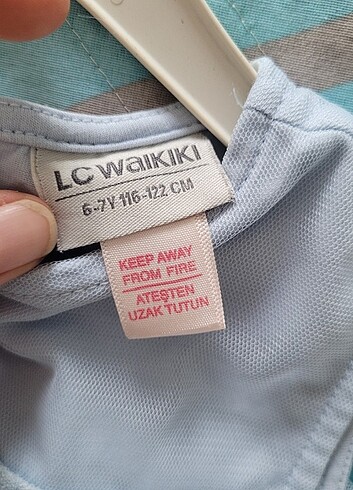 LC WAIKIKI
6-7Y 116-122 CM
KEEP AWAY
FROM FIRE
ATEŞTEN
UZAK TUTUN